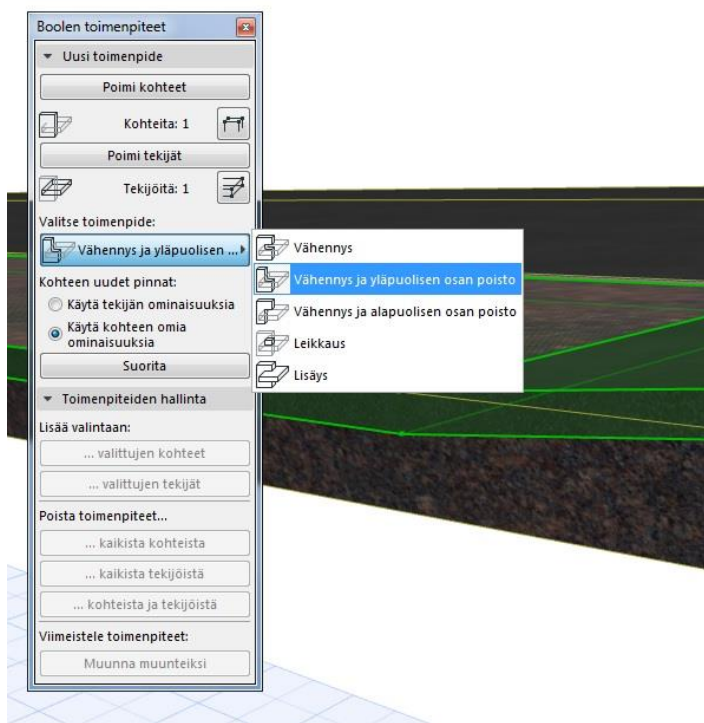 Boolen toimenpiteet
Uusi toimenpide
Poimi kohteet
Kohteita: 1
Poimi tekijät
Tekijöitä: 1
Valitse toimenpide:
Vähennys ja yläpuolisen ...
Vähennys
Vähennys ja yläpuolisen osan poisto
Vähennys ja alapuolisen osan poisto
Leikkaus
Lisäys
Kohteen uudet pinnat:
Käytä tekijän ominaisuuksia
Käytä kohteen omia
ominaisuuksia
Suorita
Toimenpiteiden hallinta
Lisää valintaan:
... valittujen kohteet
... valittujen tekijät
Poista toimenpiteet...
... kaikista kohteista
... kaikista tekijöistä
... kohteista ja tekijöistä
Viimeistele toimenpiteet:
Muunna muunteiksi